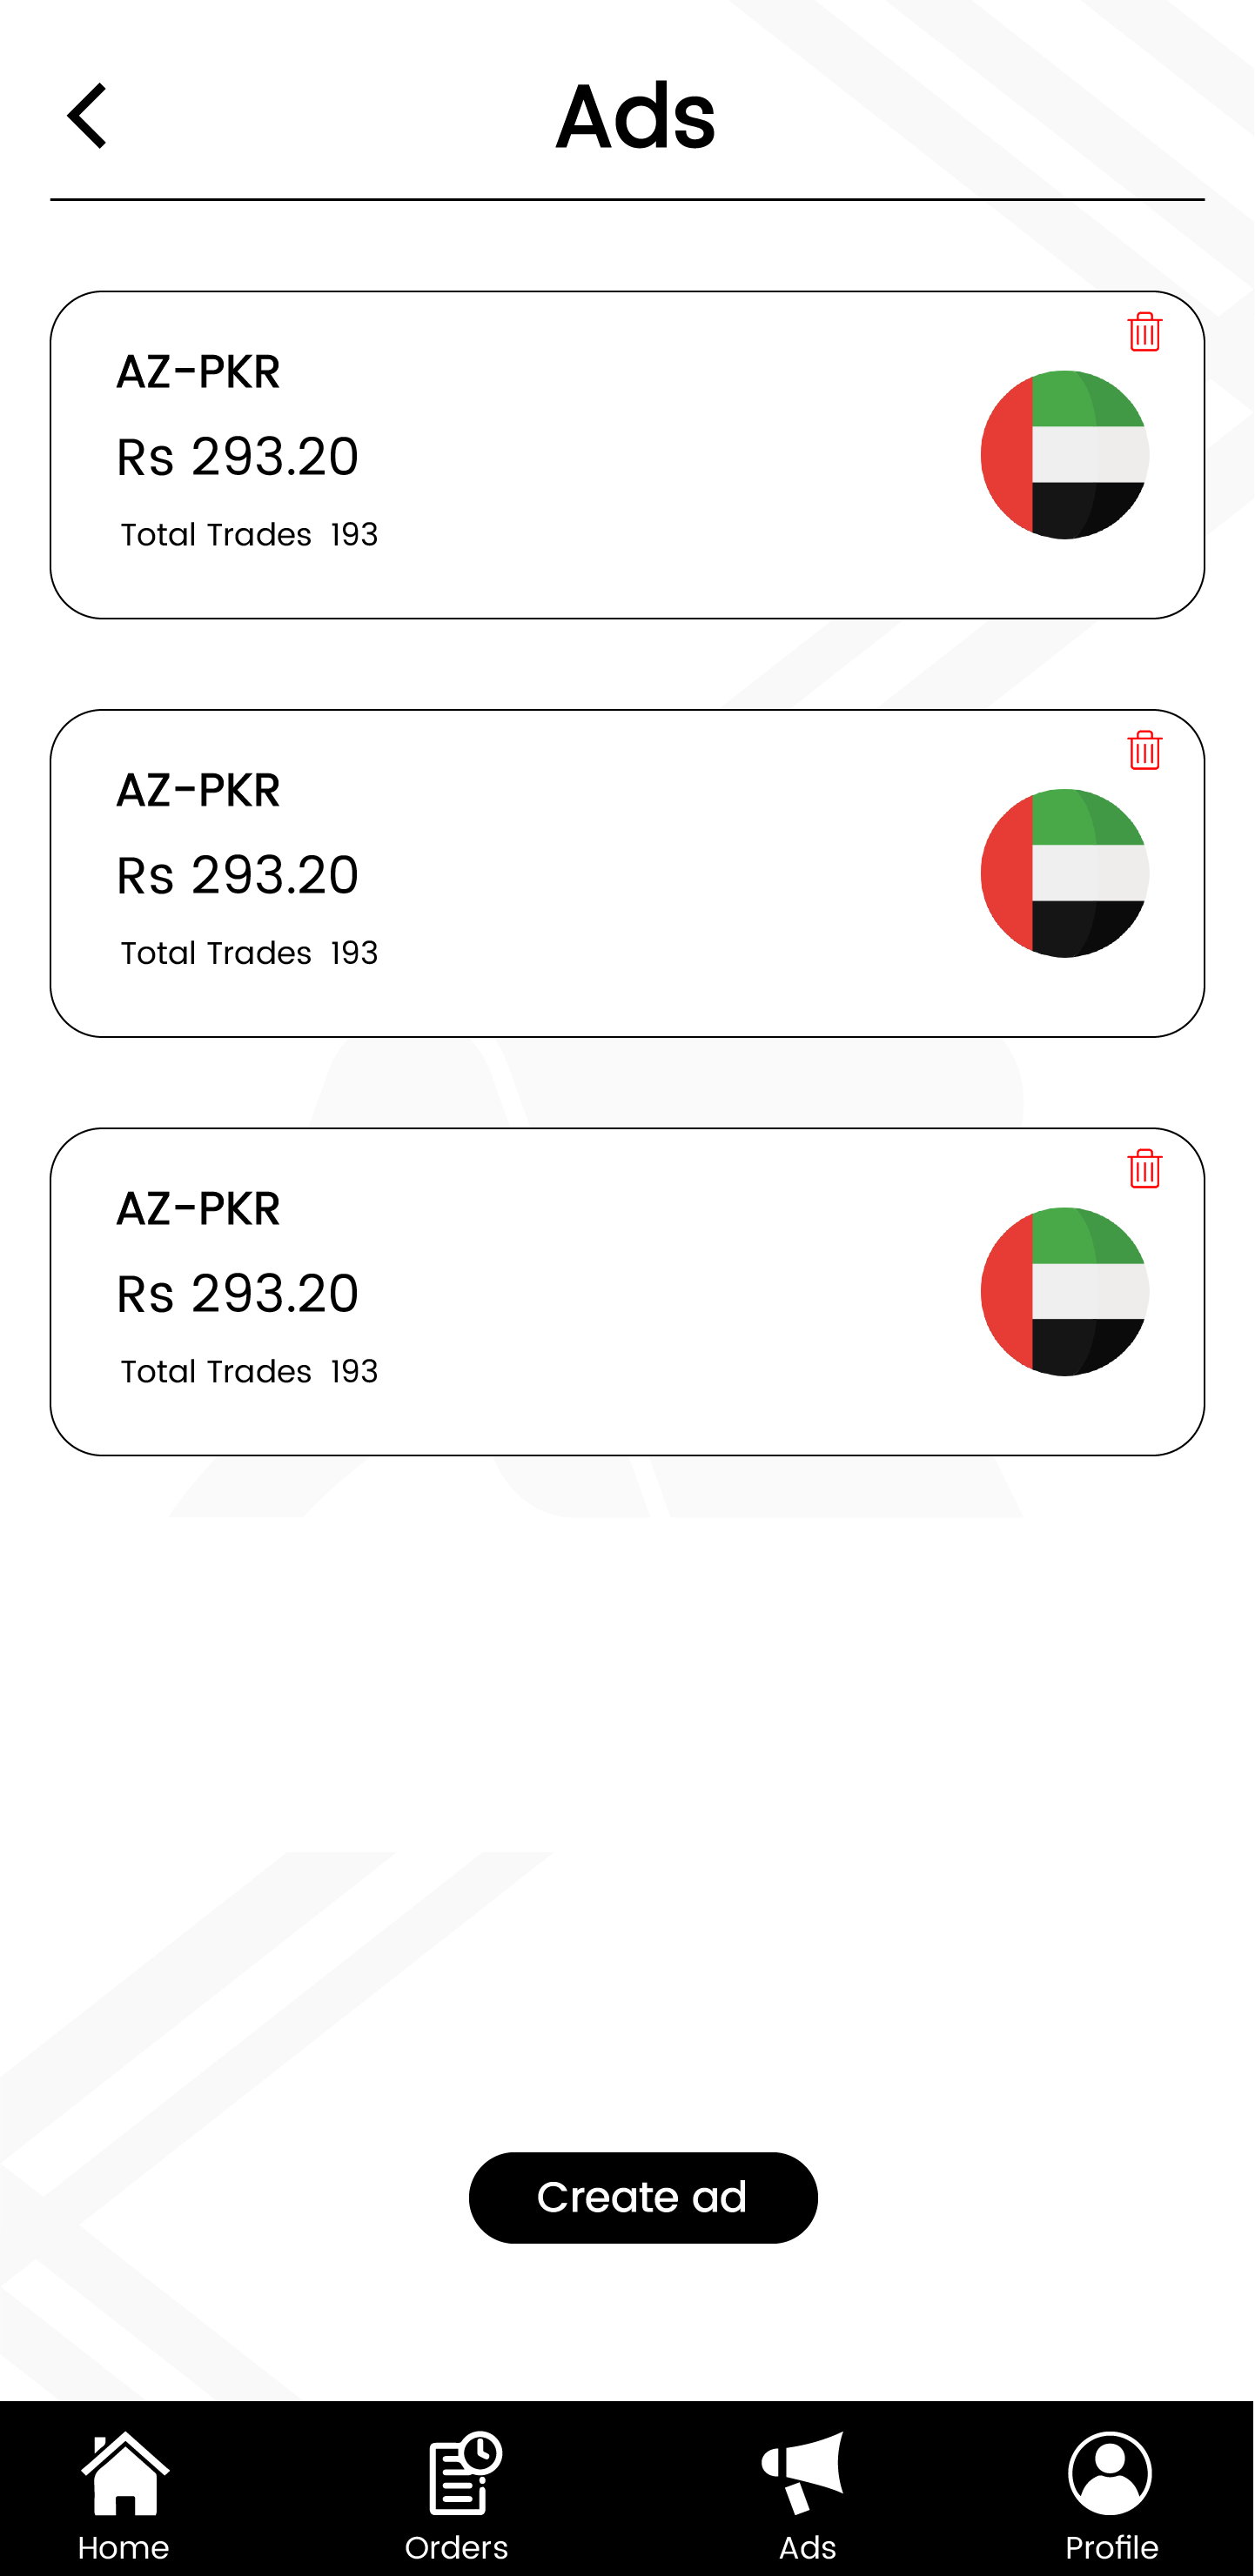 Ads
AZ-PKR
Rs 293.20
Total Trades 193
AZ-PKR
Rs 293.20
Total Trades 193
AZ-PKR
Rs 293.20
Total Trades 193
Create ad
Home
Orders
Ads
Profile